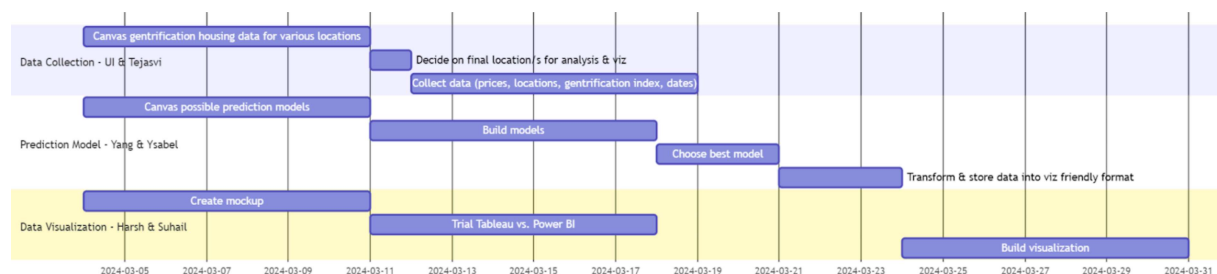 Canvas gentrification housing data for various locations
Data Collection - UI & Tejasvi
Decide on final location/s for analysis & viz
Collect data (prices, locations, gentrification index, dates)
Canvas possible prediction models
Build models
Prediction Model - Yang & Ysabel
Choose best model
Transform & store data into viz friendly format
Create mockup
Data Visualization - Harsh & Suhail
Trial Tableau vs. Power BI
Build visualization
2024-03-05 2024-03-07 2024-03-09 2024-03-11 2024-03-13 2024-03-15 2024-03-17 2024-03-19 2024-03-21 2024-03-23 2024-03-25 2024-03-27 2024-03-29 2024-03-31